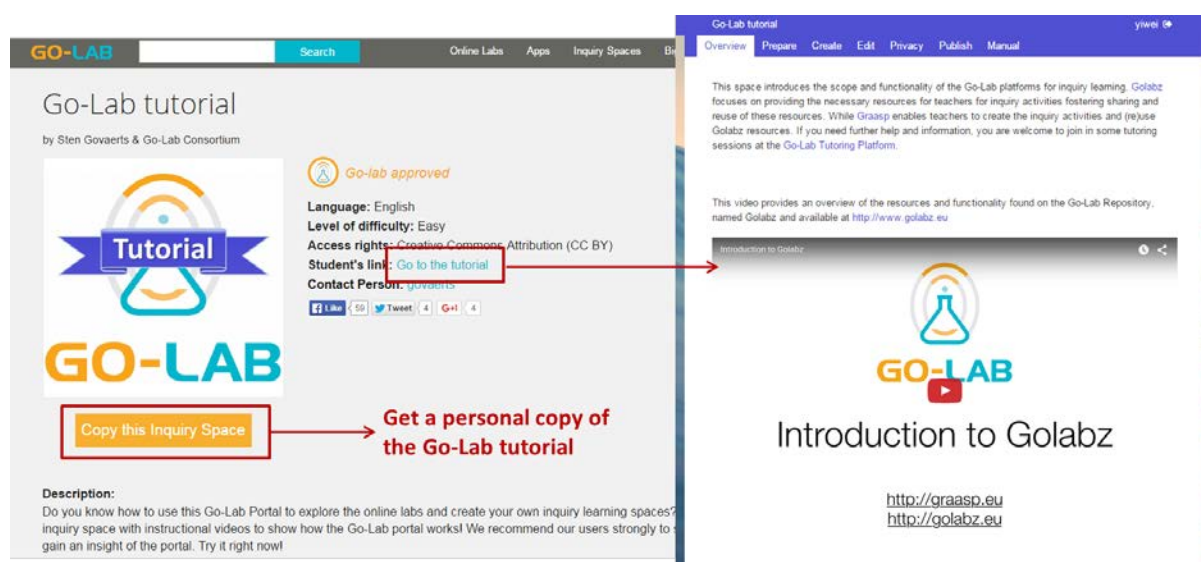 GO-LAB
Search
Online Labs Apps Inquiry Spaces
Go-Lab tutorial
by Sten Govaerts & Go-Lab Consortium
Tutorial
GO-LAB
Go-lab approved
Language: English
Level of difficulty: Easy
Access rights: Creative Commons Attribution (CC BY)
Student's link: Go to the tutorial
Contact Person: govaerts
Like 59 Tweet 4 G+1 4
Copy this Inquiry Space
Get a personal copy of
the Go-Lab tutorial
Description:
Do you know how to use this Go-Lab Portal to explore the online labs and create your own inquiry learning spaces?
inquiry space with instructional videos to show how the Go-Lab portal works! We recommend our users strongly to
gain an insight of the portal. Try it right now!
Go-Lab tutorial
yiwei
Overview Prepare Create Edit Privacy Publish Manual
This space introduces the scope and functionality of the Go-Lab platforms for inquiry learning. Golabz
focuses on providing the necessary resources for teachers for inquiry activities fostering sharing and
reuse of these resources. While Graasp enables teachers to create the inquiry activities and (re)use
Golabz resources. If you need further help and information, you are welcome to join in some tutoring
sessions at the Go-Lab Tutoring Platform.
This video provides an overview of the resources and functionality found on the Go-Lab Repository,
named Golabz and available at http://www.golabz.eu
Introduction to Golabz
GO-LAB
Introduction to Golabz
http://graasp.eu
http://golabz.eu